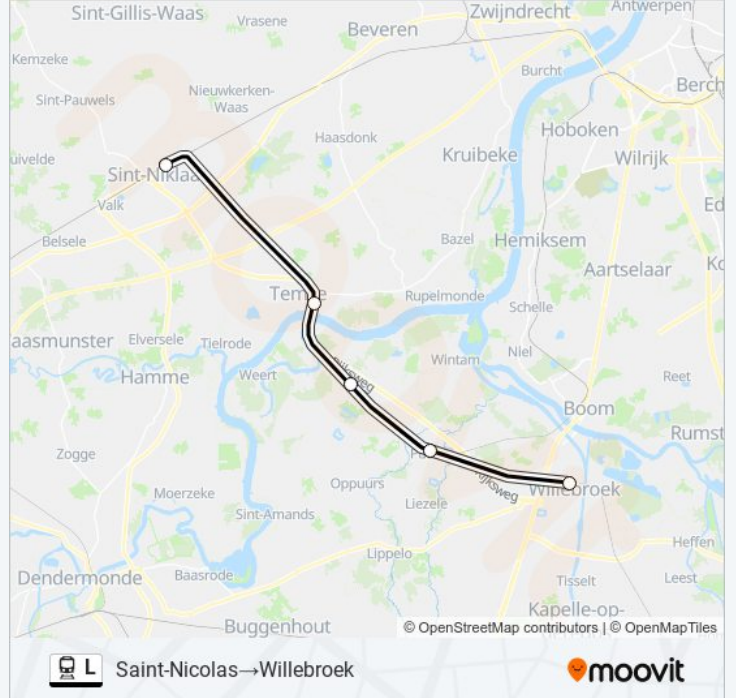 Sint-Gillis-Waas
Zwijndrecht
Antwerpen
Vrasene
Beveren
Kemzeke
Burcht
Berch
Sint-Pauwels
Nieuwkerken-
Waas
Hoboken
Haasdonk
Kruibeke
Wilrijk
uivelde
Sint-Niklaa
Valk
Ed
Belsele
Bazel
Hemiksem
Aartselaar
Temse
Rupelmonde
Schelle
aasmunster
Elversele
Tielrode
Niel
Wintam
Hamme
Weert
Rijksweg
Reet
Boom
Rumst
Zogge
Oppuurs
Rijksweg
Willebroek
Moerzeke
Liezele
Sint-Amands
Heffen
Lippelo
Dendermonde
Baasrode
Tisselt
Leest
Kapelle-op-
Buggenhout
© OpenStreetMap contributors | © OpenMapTiles
L Saint-Nicolas→Willebroek
moovit